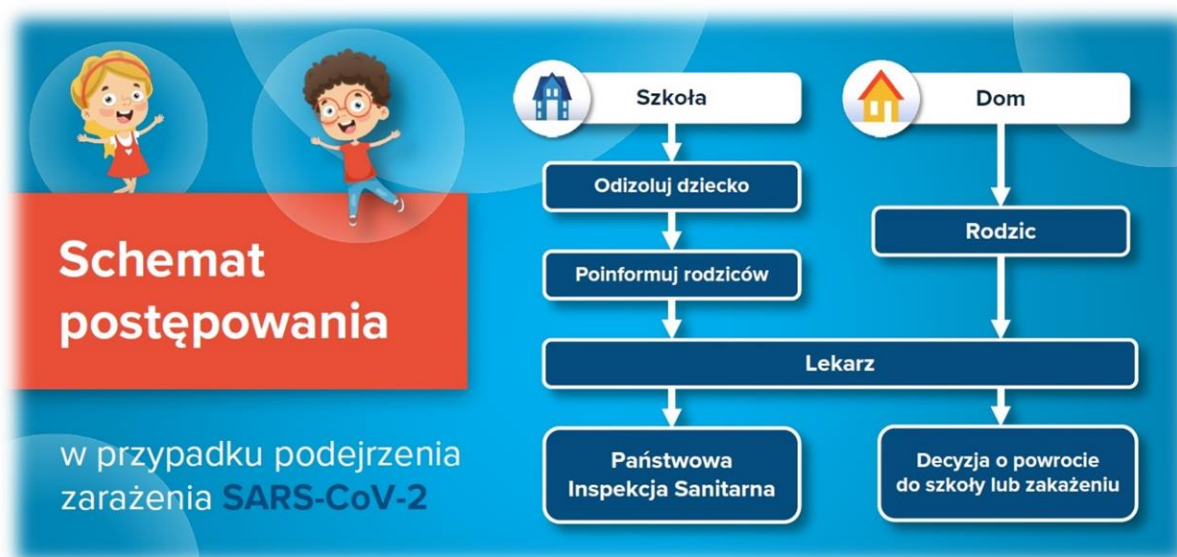 Schemat
postępowania
w przypadku podejrzenia
zarażenia SARS-CoV-2
Szkoła
Odizoluj dziecko
Poinformuj rodziców
Dom
Rodzic
Lekarz
Państwowa
Inspekcja Sanitarna
Decyzja o powrocie
do szkoły lub zakażeniu